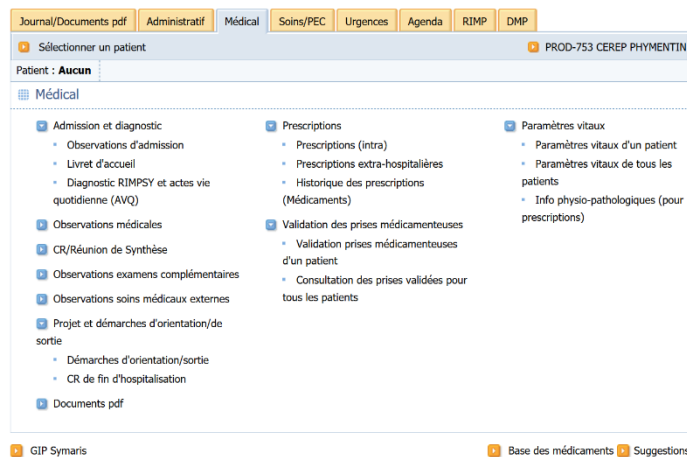 Journal/Documents pdf Administratif Médical Soins/PEC Urgences Agenda RIMP DMP
Sélectionner un patient PROD-753 CEREP PHYMENTIN
Patient : Aucun
Médical
Admission et diagnostic
Observations d'admission
Livret d'accueil
Diagnostic RIMPSY et actes vie
quotidienne (AVQ)
Observations médicales
CR/Réunion de Synthèse
Observations examens complémentaires
Observations soins médicaux externes
Projet et démarches d'orientation/de
sortie
Démarches d'orientation/sortie
CR de fin d'hospitalisation
Documents pdf
Prescriptions
Prescriptions (intra)
Prescriptions extra-hospitalières
Historique des prescriptions
(Médicaments)
Validation des prises médicamenteuses
Validation prises médicamenteuses
d'un patient
Consultation des prises validées pour
tous les patients
Paramètres vitaux
Paramètres vitaux d'un patient
Paramètres vitaux de tous les
patients
Info physio-pathologiques (pour
prescriptions)
GIP Symaris Base des médicaments Suggestions